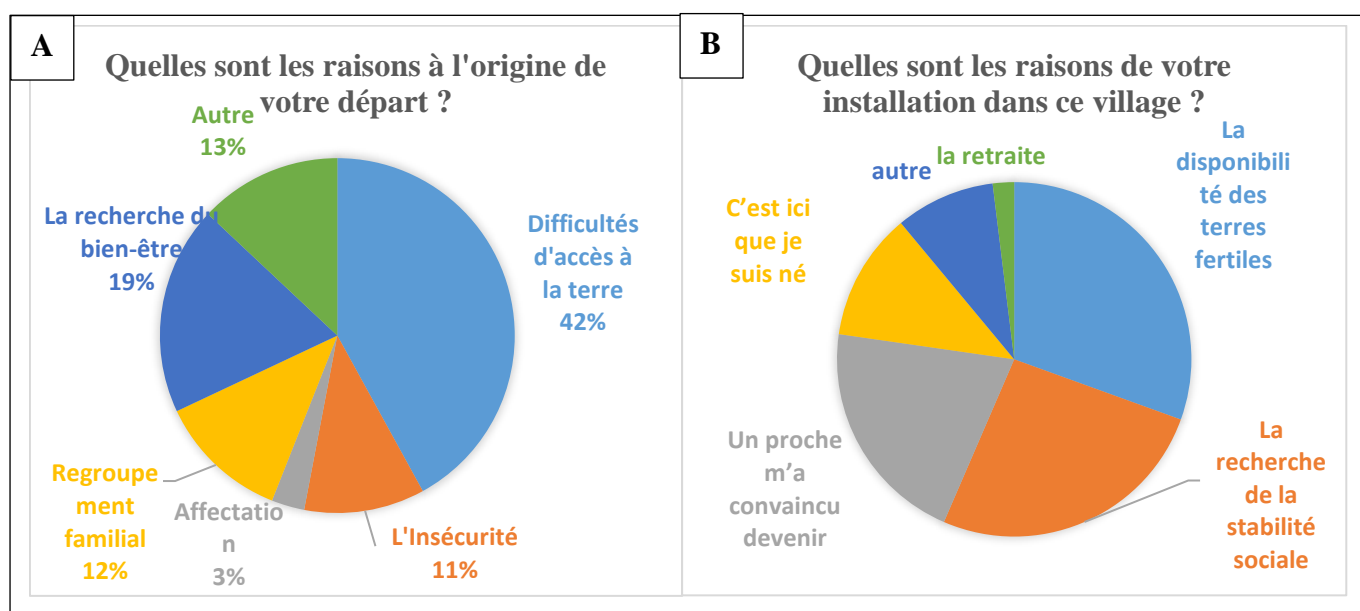 A
Quelles sont les raisons à l'origine de
votre départ ?
Autre
13%
La recherche du
bien-être
19%
Difficultés
d'accès à
la terre
42%
Regroupe
ment
familial
12%
Affectatio
n
3%
L'Insécurité
11%
B
Quelles sont les raisons de votre
installation dans ce village ?
la retraite
autre
C’est ici
que je
suis né
La
disponibili
té des
terres
fertiles
Un proche
m’a
convaincu
devenir
La
recherche
de la
stabilité
sociale